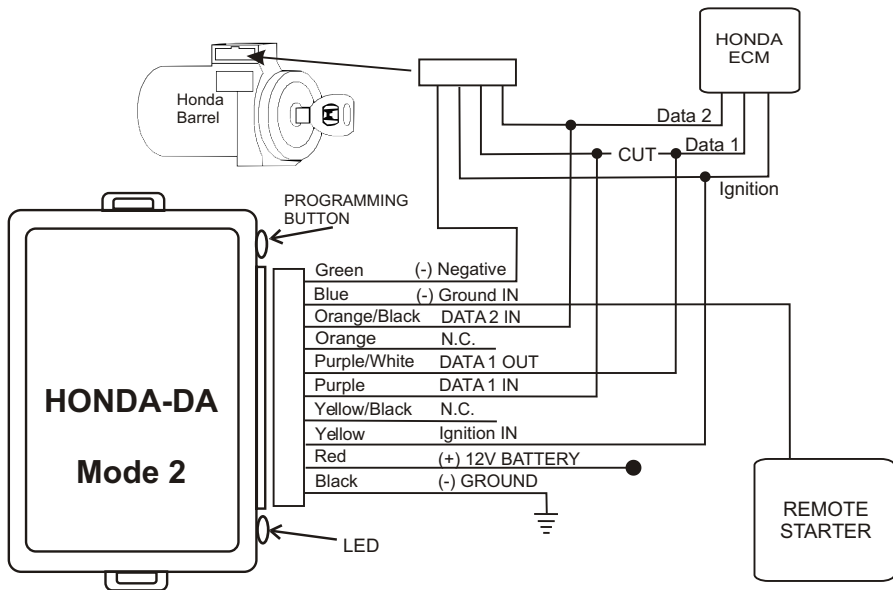 HONDA
ECM
Honda
Barrel
Data 2
CUT
Data 1
Ignition
PROGRAMMING
BUTTON
Green (-) Negative
Blue (-) Ground IN
Orange/Black DATA 2 IN
Orange N.C.
Purple/White DATA 1 OUT
Purple DATA 1 IN
Yellow/Black N.C.
Yellow Ignition IN
Red (+) 12V BATTERY
Black (-) GROUND
HONDA-DA
Mode 2
LED
REMOTE
STARTER